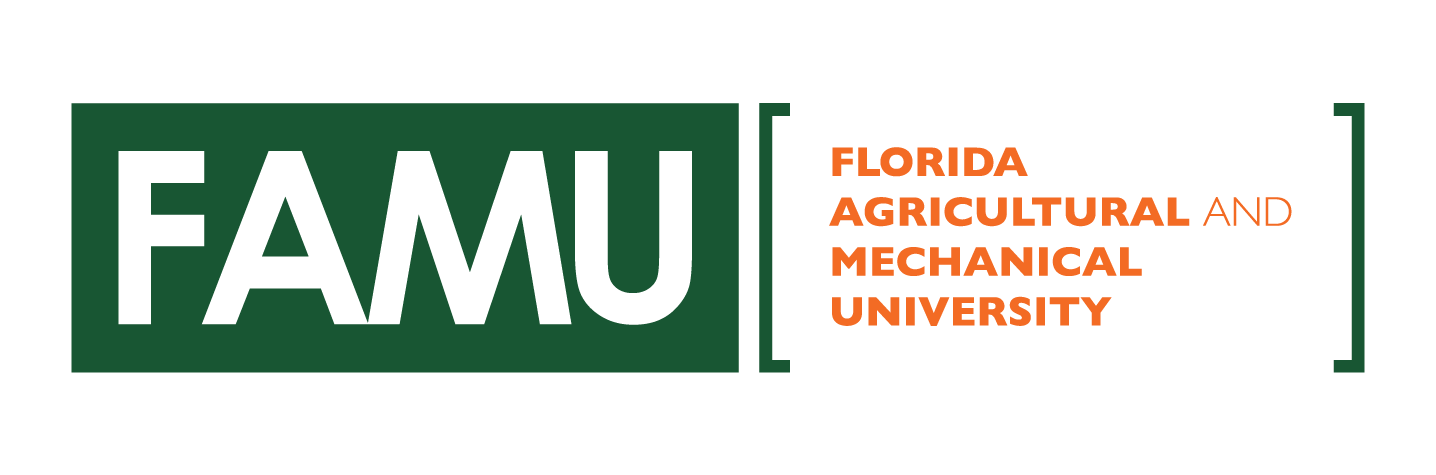 FAMU
FLORIDA
AGRICULTURAL AND
MECHANICAL
UNIVERSITY